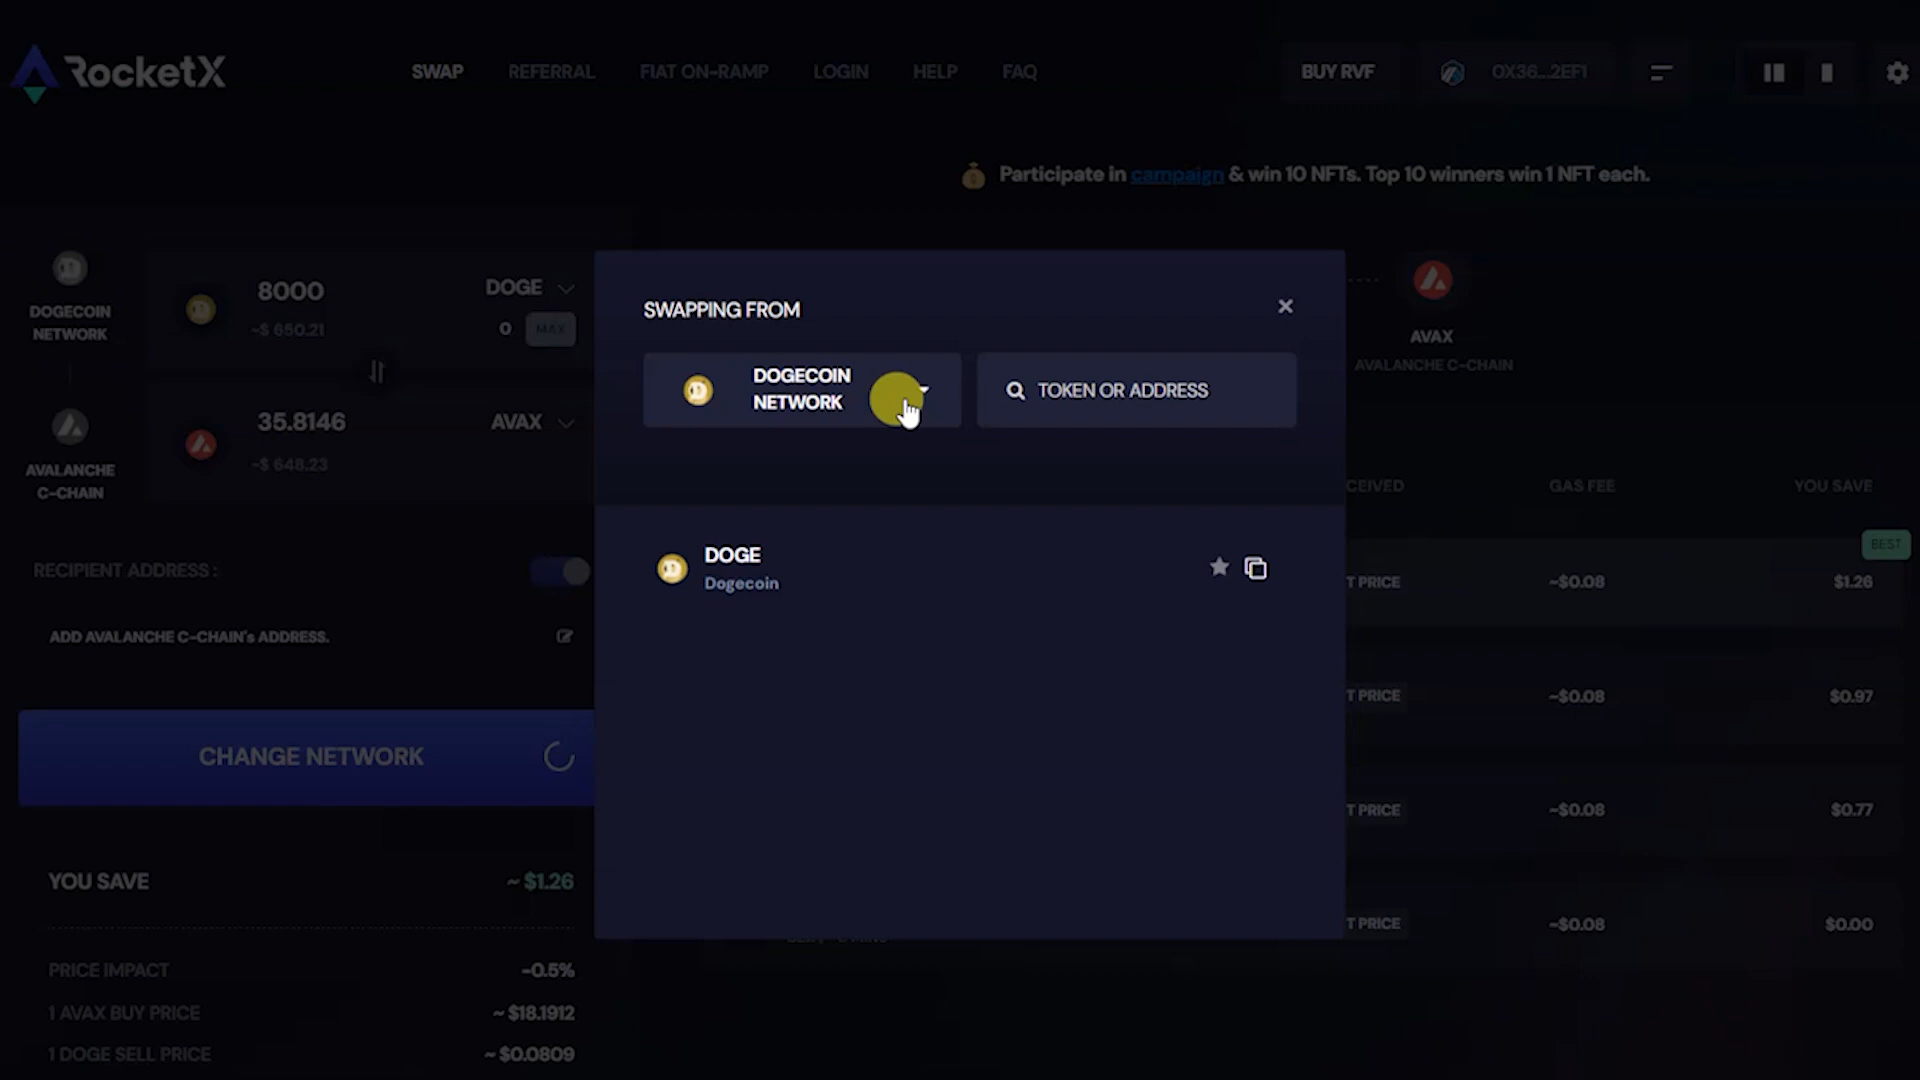 RocketX
SWAP
REFERRAL
FIAT ON-RAMP
LOGIN
HELP
FAQ
BUY RVF
0X36...2EF1
Participate in campaign & win 10 NFTs. Top 10 winners win 1 NFT each.
DOGECOIN
NETWORK
8000
DOGE
~$ 650.21
0
MAX
35.8146
AVAX
~$ 648.23
AVALANCHE
C-CHAIN
RECIPIENT ADDRESS :
ADD AVALANCHE C-CHAIN's ADDRESS.
CHANGE NETWORK
YOU SAVE
~ $1.26
PRICE IMPACT
-0.5%
1 AVAX BUY PRICE
~ $18.1912
1 DOGE SELL PRICE
~ $0.0809
SWAPPING FROM
DOGECOIN
NETWORK
TOKEN OR ADDRESS
DOGE
Dogecoin
AVAX
AVALANCHE C-CHAIN
CEIVED
GAS FEE
YOU SAVE
BEST
T PRICE
~$0.08
$1.26
T PRICE
~$0.08
$0.97
T PRICE
~$0.08
$0.77
T PRICE
~$0.08
$0.00